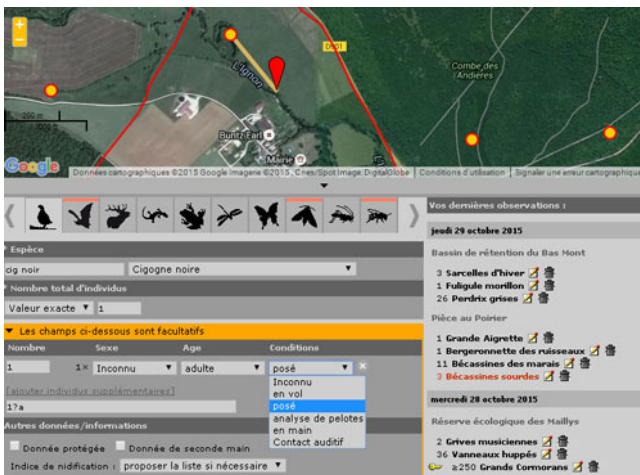 +
−
D901
L'Ignon
Combe des
l'Andières
200 m
Buntz Earl
Mairie
Google
Données cartographiques ©2015 Google Imagerie ©2015, Cnes/Spot Image, DigitalGlobe
Conditions d'utilisation
Signaler une erreur cartographique
Espèce
cig noir
Cigogne noire
Nombre total d'individus
Valeur exacte
1
Les champs ci-dessous sont facultatifs
Nombre Sexe Age Conditions
1 1× Inconnu adulte posé
Inconnu
en vol
posé
analyse de pelotes
en main
Contact auditif
[ajouter individus supplémentaires]
1?a
Autres données/informations
Donnée protégée Donnée de seconde main
Indice de nidification : proposer la liste si nécessaire
Vos dernières observations :
jeudi 29 octobre 2015
Bassin de rétention du Bas Mont
3 Sarcelles d'hiver
1 Fuligule morillon
26 Perdrix grises
Pièce au Poirier
1 Grande Aigrette
1 Bergeronnette des ruisseaux
11 Bécassines des marais
3 Bécassines sourdes
mercredi 28 octobre 2015
Réserve écologique des Maillys
2 Grives musiciennes
36 Vanneaux huppés
≥250 Grands Cormorans